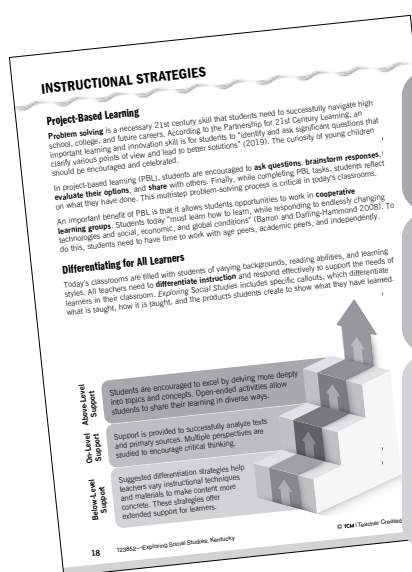 INSTRUCTIONAL STRATEGIES
Project-Based Learning
Problem solving is a necessary 21st century skill that students need to successfully navigate high
school, college, and future careers. According to the Partnership for 21st Century Learning, an
important learning and innovation skill is for students to "identify and ask significant questions that
clarify various points of view and lead to better solutions" (2019). The curiosity of young children
should be encouraged and celebrated.
In project-based learning (PBL), students are encouraged to ask questions, brainstorm responses,
evaluate their options, and share with others. Finally, while completing PBL tasks, students reflect
on what they have done. This multistep problem-solving process is critical in today's classrooms.
An important benefit of PBL is that it allows students opportunities to work in cooperative
learning groups. Students today "must learn how to learn, while responding to endlessly changing
technologies and social, economic, and global conditions" (Barron and Darling-Hammond 2008). To
do this, students need to have time to work with age peers, academic peers, and independently.
Differentiating for All Learners
Today's classrooms are filled with students of varying backgrounds, reading abilities, and learning
styles. All teachers need to differentiate instruction and respond effectively to support the needs of
learners in their classroom. Exploring Social Studies includes specific callouts, which differentiate
what is taught, how it is taught, and the products students create to show what they have learned.
Above-Level
Support
Students are encouraged to excel by delving more deeply
into topics and concepts. Open-ended activities allow
students to share their learning in diverse ways.
On-Level
Support
Support is provided to successfully analyze texts
and primary sources. Multiple perspectives are
studied to encourage critical thinking.
Below-Level
Support
Suggested differentiation strategies help
teachers vary instructional techniques
and materials to make content more
concrete. These strategies offer
extended support for learners.
18 123852—Exploring Social Studies: Kentucky © TCM | Teacher Created